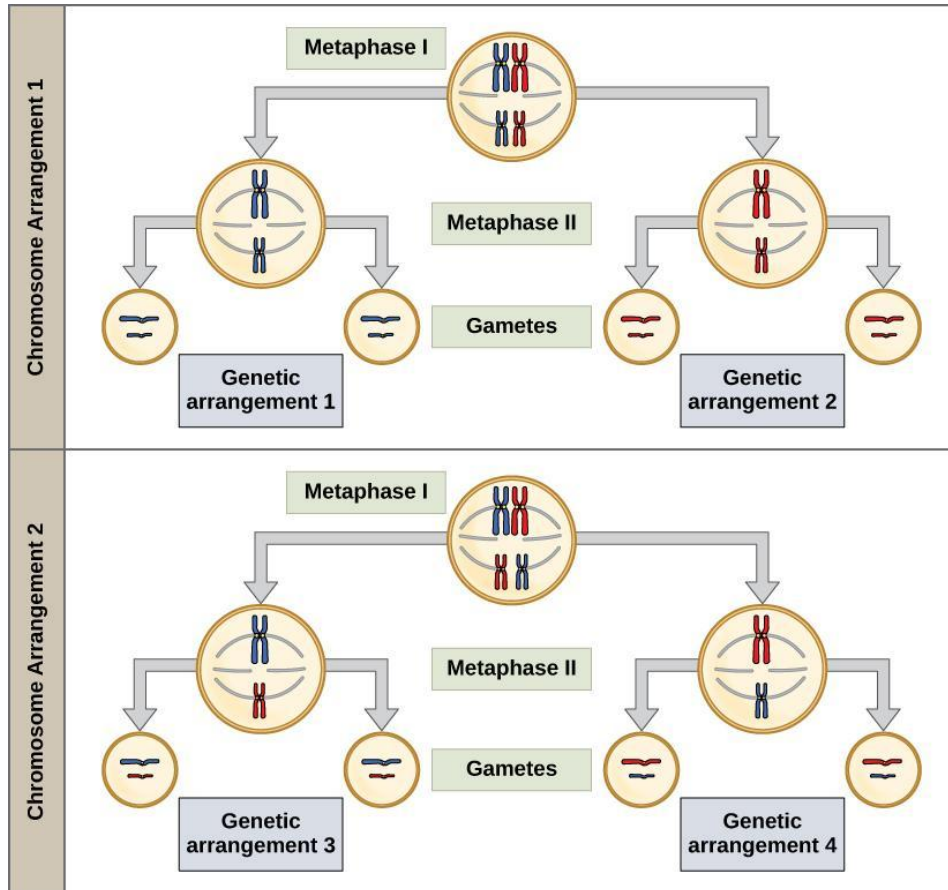 Chromosome Arrangement 1
Metaphase I
Metaphase II
Gametes
Genetic
arrangement 1
Genetic
arrangement 2
Chromosome Arrangement 2
Metaphase I
Metaphase II
Gametes
Genetic
arrangement 3
Genetic
arrangement 4